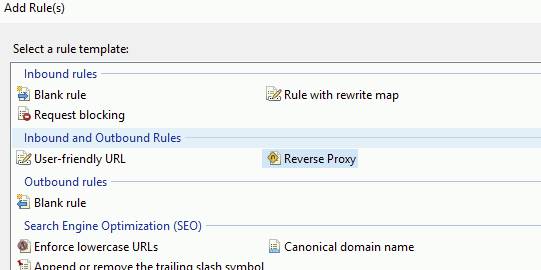 Add Rule(s)
Select a rule template:
Inbound rules
Blank rule
Rule with rewrite map
Request blocking
Inbound and Outbound Rules
User-friendly URL
Reverse Proxy
Outbound rules
Blank rule
Search Engine Optimization (SEO)
Enforce lowercase URLs
Canonical domain name
Append or remove the trailing slash symbol